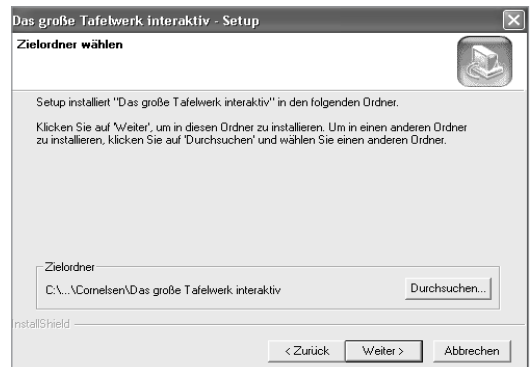 Das große Tafelwerk interaktiv - Setup
Zielordner wählen
Setup installiert "Das große Tafelwerk interaktiv" in den folgenden Ordner.
Klicken Sie auf 'Weiter', um in diesen Ordner zu installieren. Um in einen anderen Ordner
zu installieren, klicken Sie auf 'Durchsuchen' und wählen Sie einen anderen Ordner.
Zielordner
C:\...\Cornelsen\Das große Tafelwerk interaktiv
Durchsuchen...
InstallShield
< Zurück
Weiter >
Abbrechen